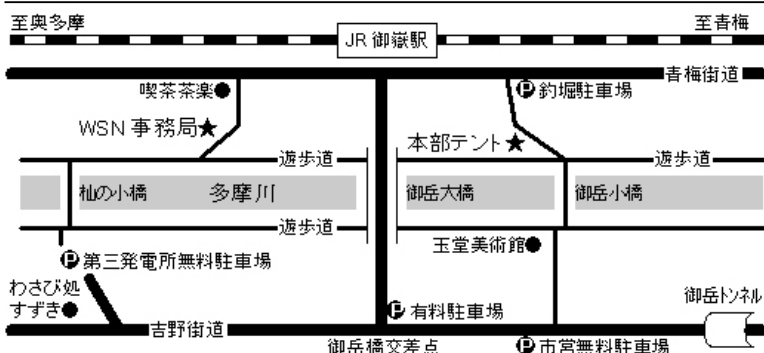 至奥多摩
至青梅
JR 御嶽駅
青梅街道
喫茶茶楽
釣堀駐車場
WSN 事務局
本部テント
遊歩道
遊歩道
杣の小橋
多摩川
御岳大橋
御岳小橋
遊歩道
玉堂美術館
第三発電所無料駐車場
わさび処
すずき
御岳トンネル
有料駐車場
吉野街道
御岳橋交差点
市営無料駐車場